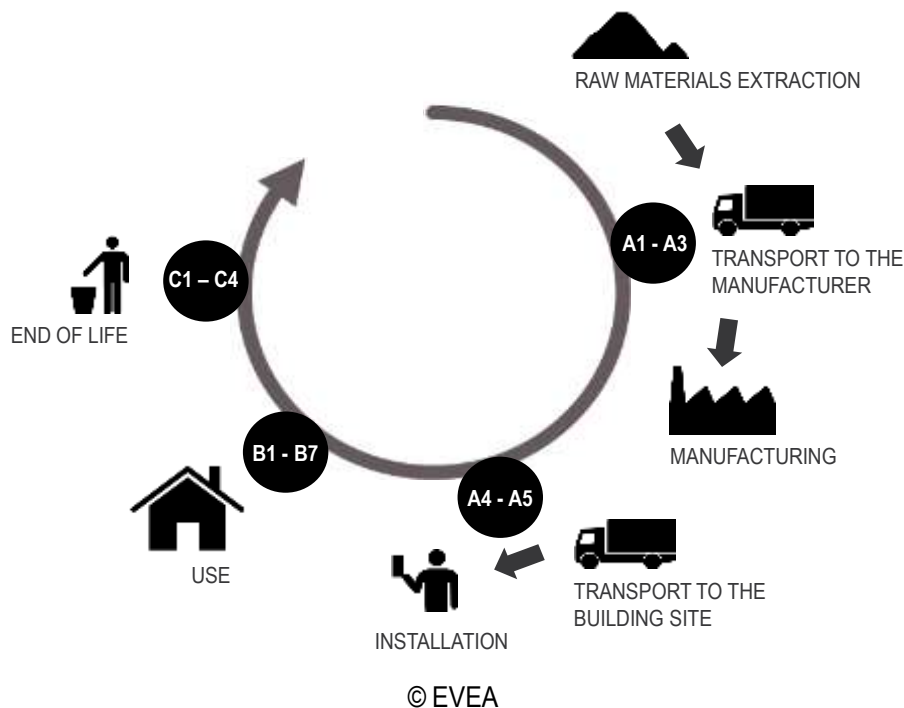 RAW MATERIALS EXTRACTION
A1 - A3
TRANSPORT TO THE
MANUFACTURER
MANUFACTURING
A4 - A5
TRANSPORT TO THE
BUILDING SITE
INSTALLATION
B1 - B7
USE
C1 – C4
END OF LIFE
© EVEA